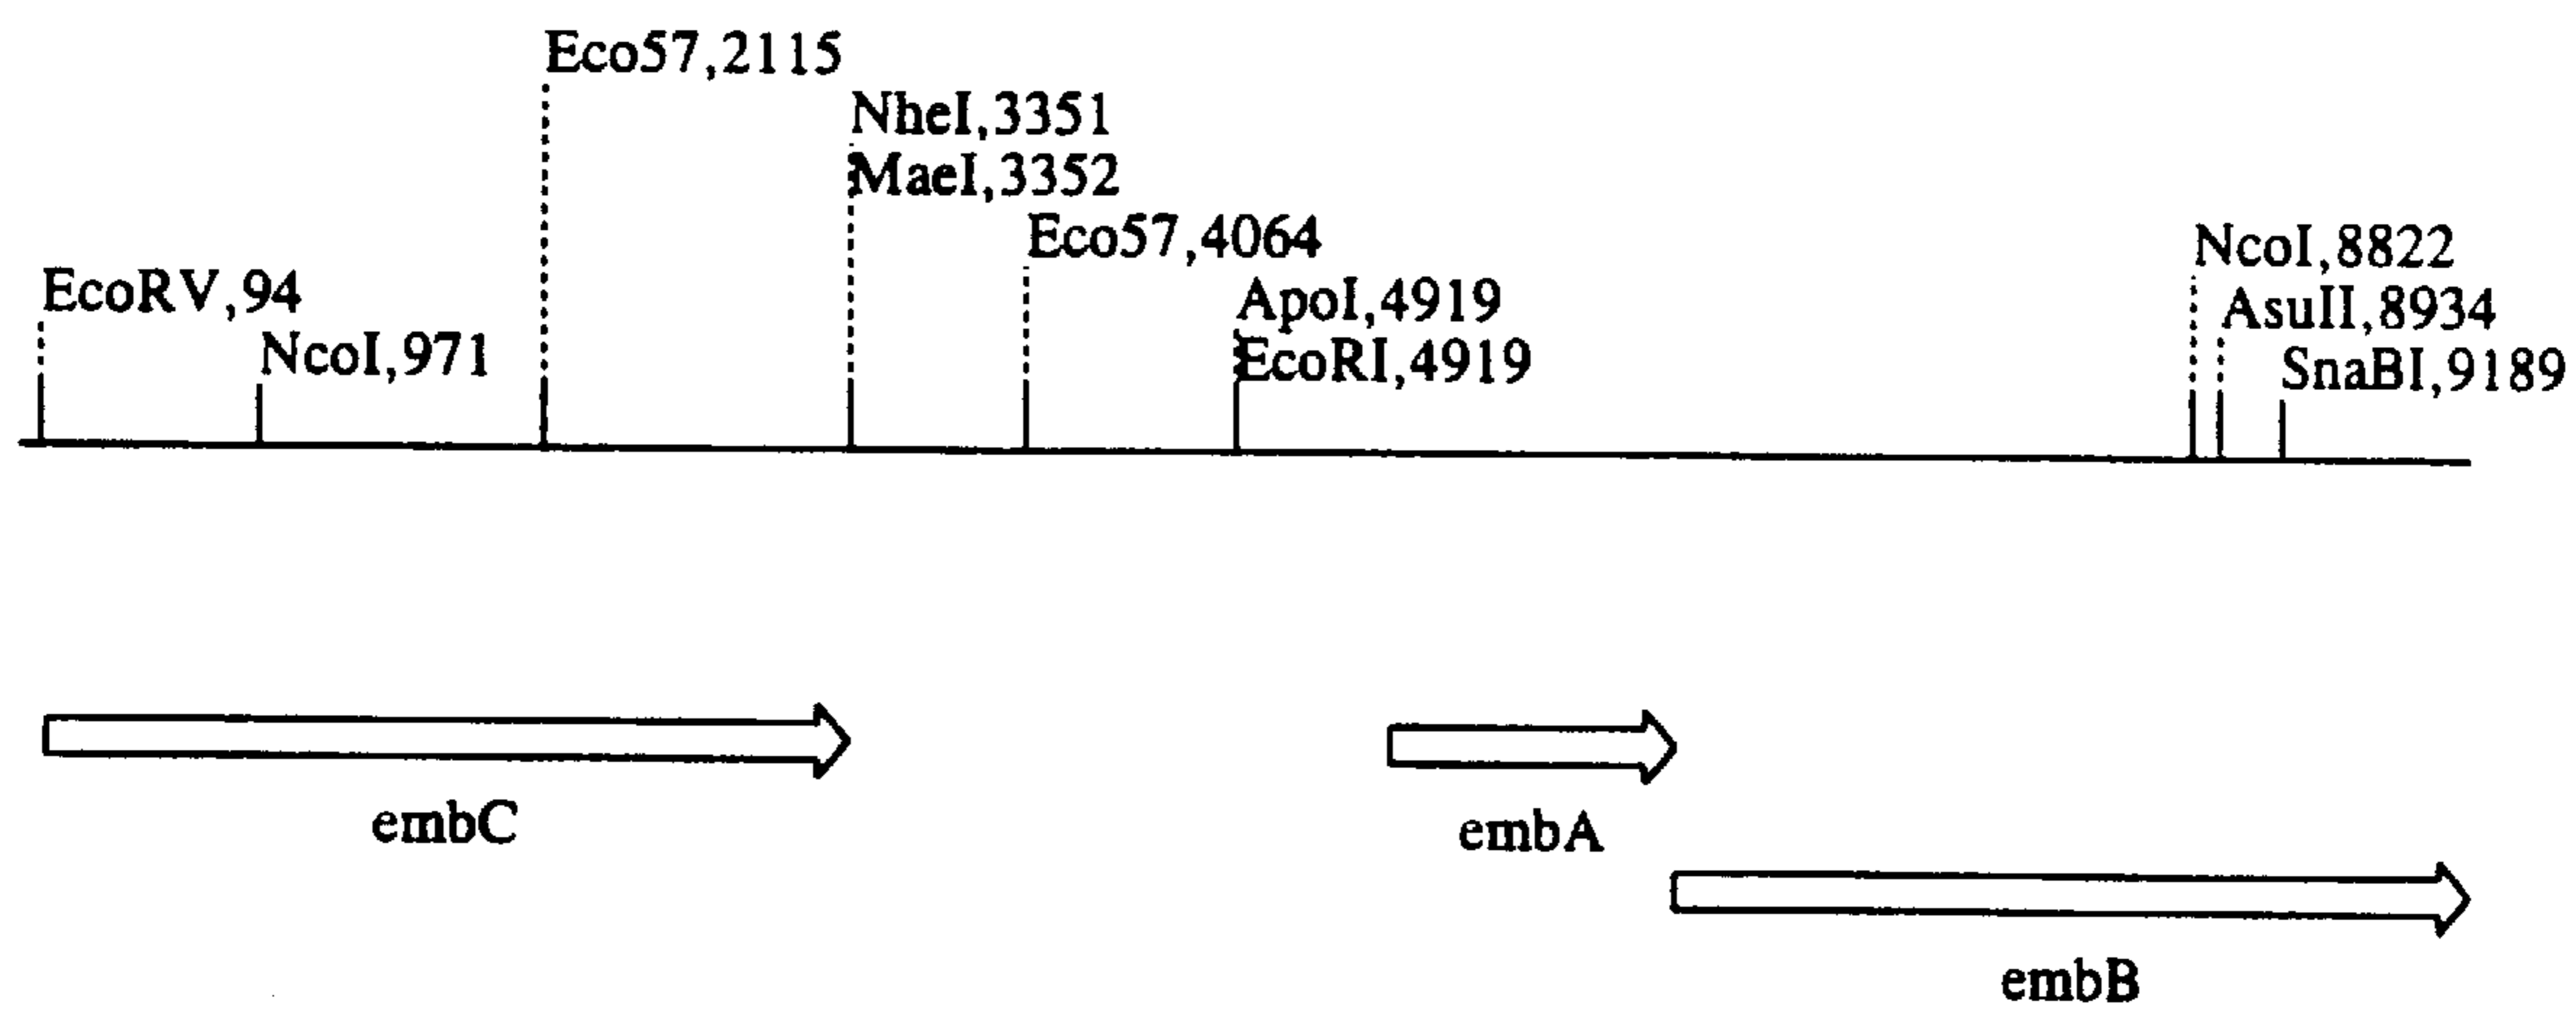 Eco57,2115
NheI,3351
MaeI,3352
Eco57,4064
NcoI,8822
EcoRV,94
ApoI,4919
AsuII,8934
NcoI,971
EcoRI,4919
SnaBI,9189
embC
embA
embB